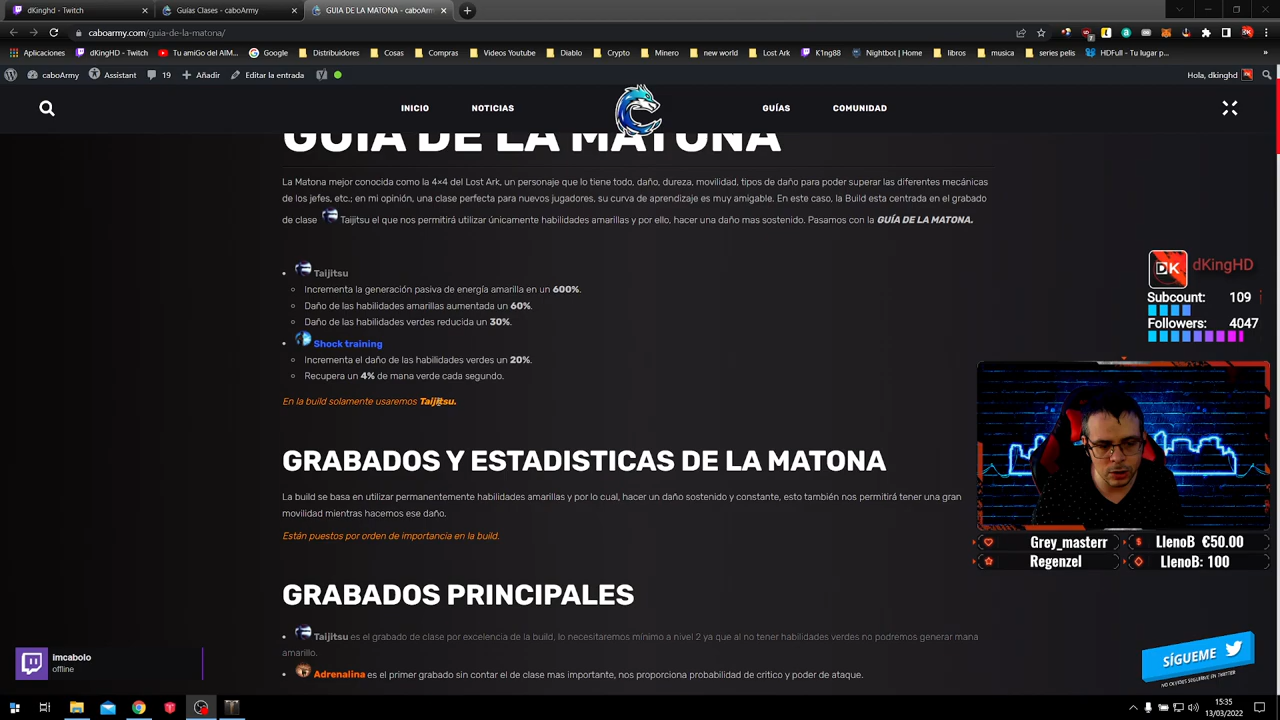 dKinghd - Twitch
Guías Clases - caboArmy
GUIA DE LA MATONA - caboArmy
caboarmy.com/guia-de-la-matona/
Aplicaciones
dKingHD - Twitch
Tu amiGo del AIM...
Google
Distribuidores
Cosas
Compras
Videos Youtube
Diablo
Crypto
Minero
new world
Lost Ark
K1ng88
Nightbot | Home
libros
musica
series pelis
HDFull - Tu lugar p...
caboArmy
Assistant
19
Añadir
Editar la entrada
Hola, dkinghd
INICIO
NOTICIAS
GUÍAS
COMUNIDAD
GUIA DE LA MATONA
La Matona mejor conocida como la 4×4 del Lost Ark, un personaje que lo tiene todo, daño, dureza, movilidad, tipos de daño para poder superar las diferentes mecánicas
de los jefes, etc.; en mi opinión, una clase perfecta para nuevos jugadores, su curva de aprendizaje es muy amigable. En este caso, la Build esta centrada en el grabado
de clase Taijitsu el que nos permitirá utilizar únicamente habilidades amarillas y por ello, hacer una daño mas sostenido. Pasamos con la GUÍA DE LA MATONA.
Taijitsu
Incrementa la generación pasiva de energía amarilla en un 600%.
Daño de las habilidades amarillas aumentada un 60%.
Daño de las habilidades verdes reducida un 30%.
Shock training
Incrementa el daño de las habilidades verdes un 20%.
Recupera un 4% de mana verde cada segundo.
En la build solamente usaremos Taijitsu.
GRABADOS Y ESTADISTICAS DE LA MATONA
La build se basa en utilizar permanentemente habilidades amarillas y por lo cual, hacer un daño sostenido y constante, esto también nos permitirá tener una gran
movilidad mientras hacemos ese daño.
Están puestos por orden de importancia en la build.
GRABADOS PRINCIPALES
Taijitsu es el grabado de clase por excelencia de la build, lo necesitaremos mínimo a nivel 2 ya que al no tener habilidades verdes no podremos generar mana
amarillo.
Adrenalina es el primer grabado sin contar el de clase mas importante, nos proporciona probabilidad de critico y poder de ataque.
DK
dKingHD
Subcount: 109
Followers: 4047
Grey_masterr
LlenoB €50.00
Regenzel
LlenoB: 100
imcabolo
offline
SÍGUEME
NO OLVIDES SEGUIRME EN TWITTER
15:35
13/03/2022